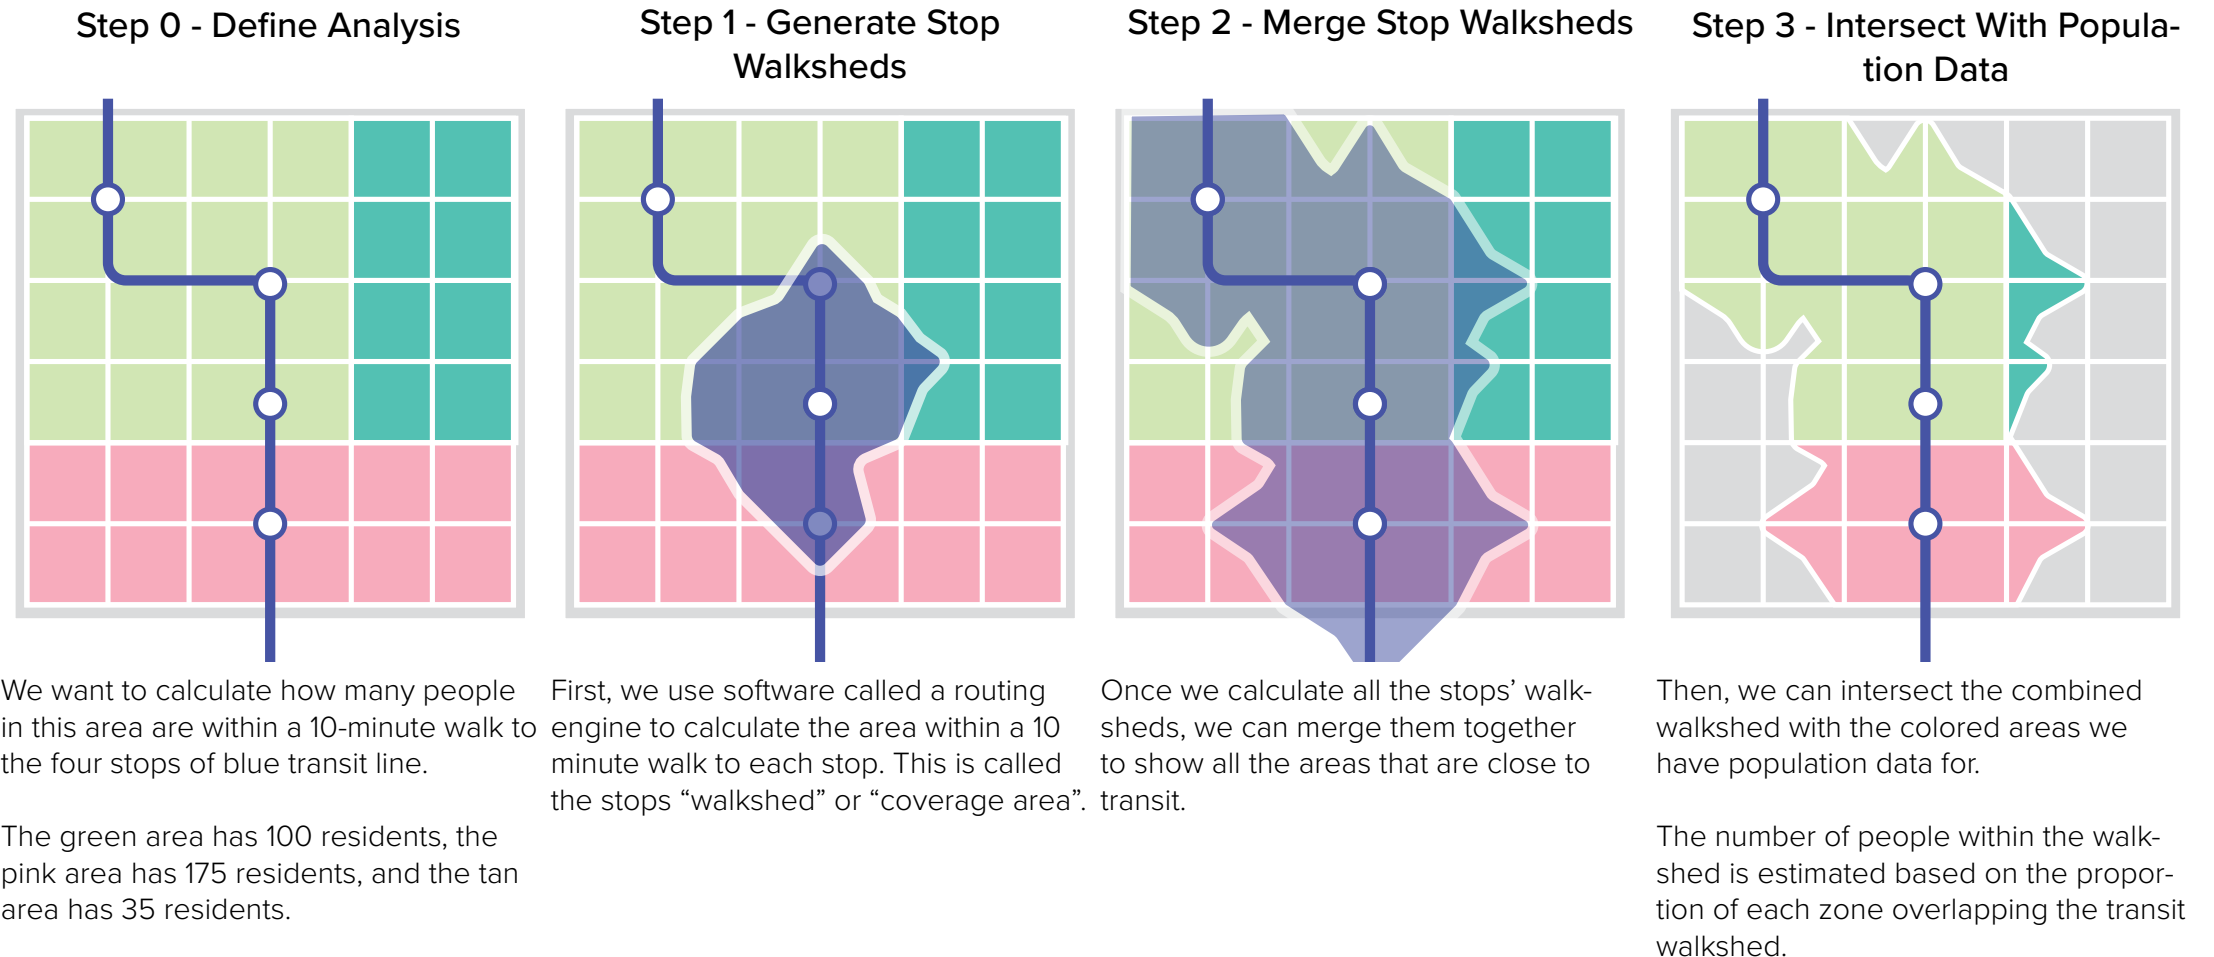 Step 0 - Define Analysis
We want to calculate how many people
in this area are within a 10-minute walk to
the four stops of blue transit line.
The green area has 100 residents, the
pink area has 175 residents, and the tan
area has 35 residents.
Step 1 - Generate Stop
Walksheds
First, we use software called a routing
engine to calculate the area within a 10
minute walk to each stop. This is called
the stops “walkshed” or “coverage area”.
Step 2 - Merge Stop Walksheds
Once we calculate all the stops’ walk-
sheds, we can merge them together
to show all the areas that are close to
transit.
Step 3 - Intersect With Popula-
tion Data
Then, we can intersect the combined
walkshed with the colored areas we
have population data for.
The number of people within the walk-
shed is estimated based on the propor-
tion of each zone overlapping the transit
walkshed.